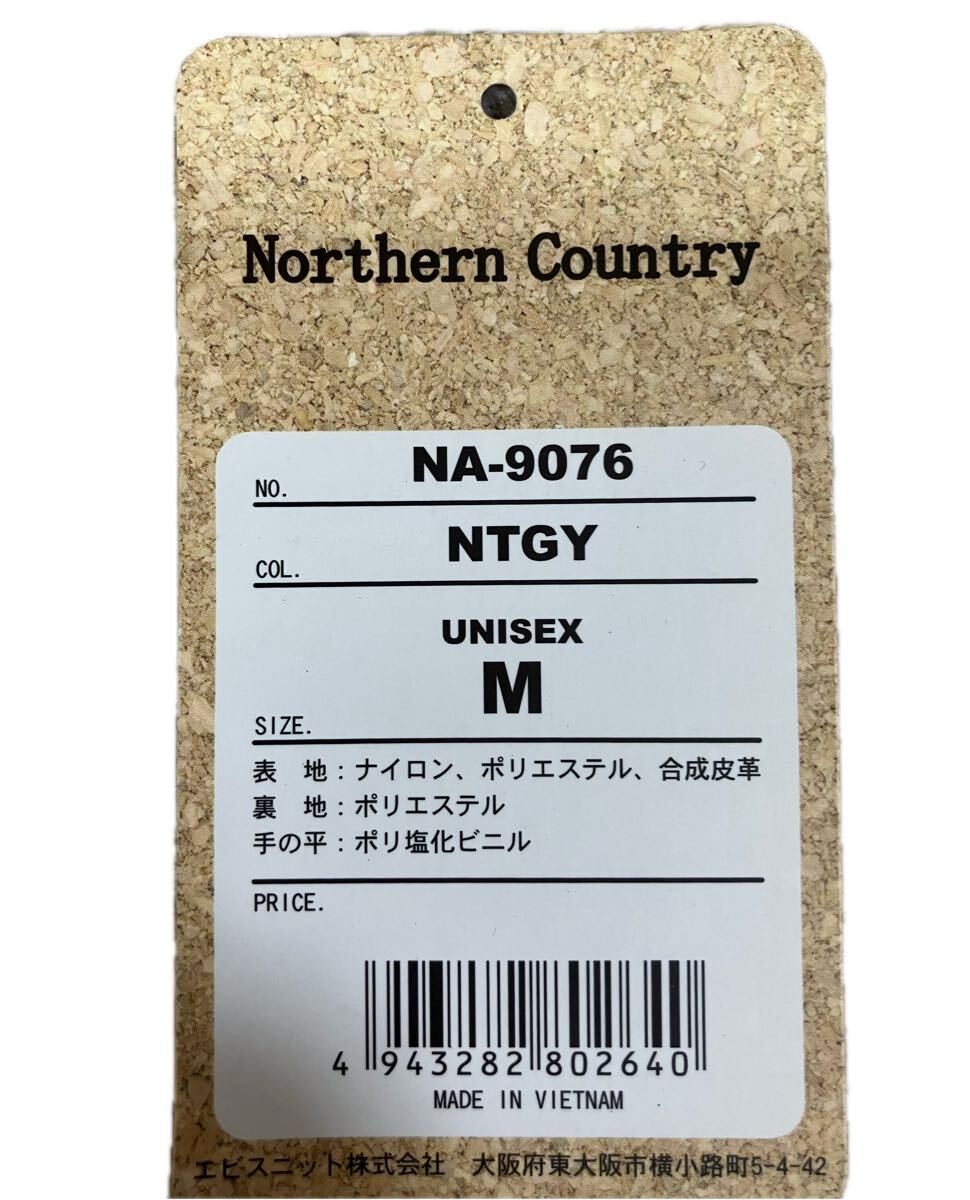 Northern Country
NO. NA-9076
COL. NTGY
UNISEX
SIZE. M
表　地：ナイロン、ポリエステル、合成皮革
裏　地：ポリエステル
手の平：ポリ塩化ビニル
PRICE.
4 943282 802640
MADE IN VIETNAM
エビスニット株式会社　大阪府東大阪市横小路町5-4-42